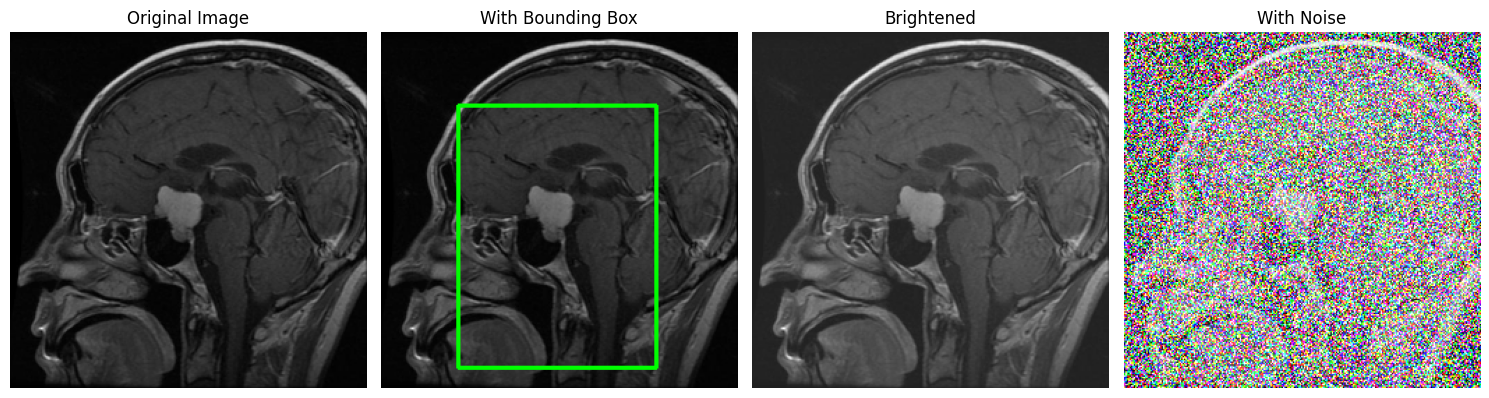 Original Image
With Bounding Box
Brightened
With Noise